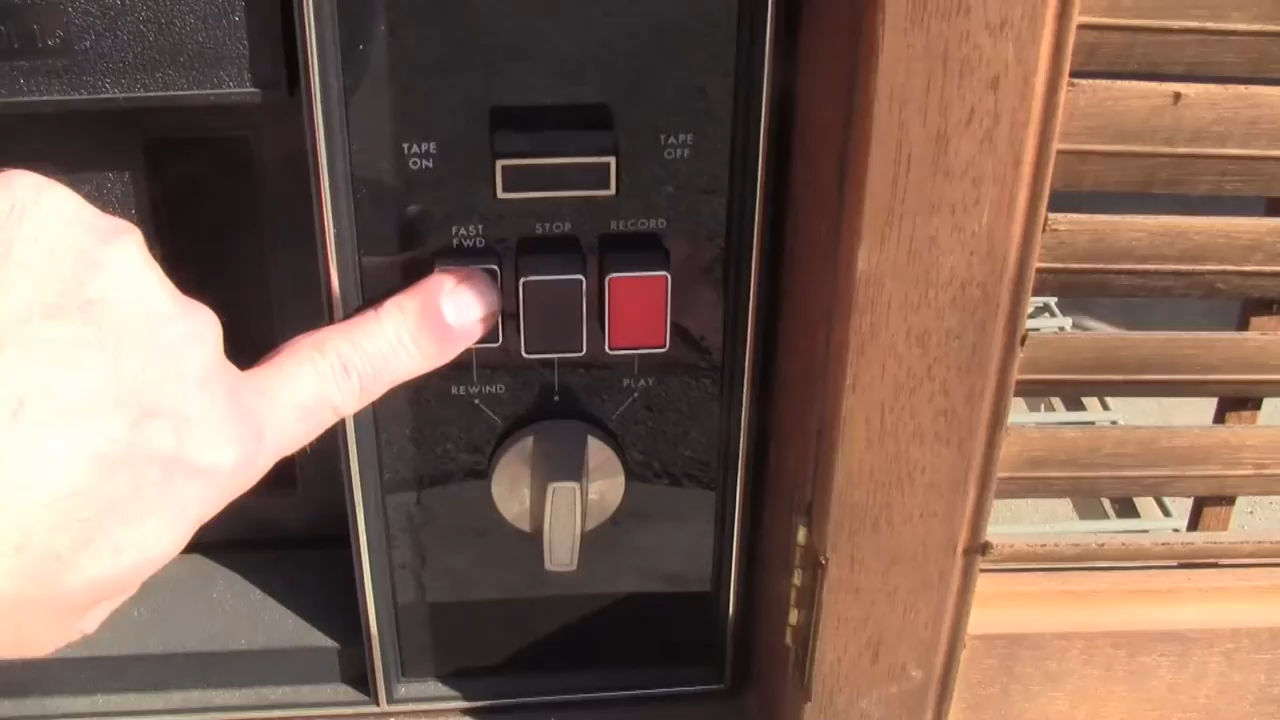 TAPE
ON
TAPE
OFF
FAST
FWD
STOP
RECORD
REWIND
PLAY